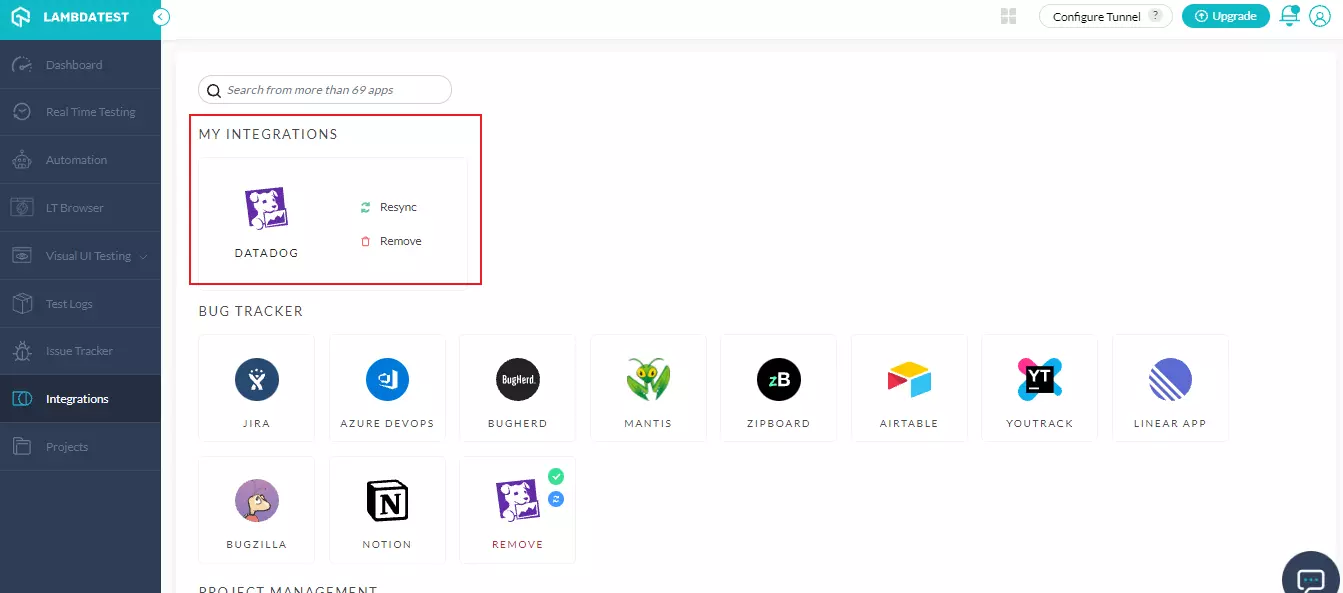 LAMBDATEST
Configure Tunnel ?
Upgrade
Dashboard
Real Time Testing
Automation
LT Browser
Visual UI Testing
Test Logs
Issue Tracker
Integrations
Projects
Search from more than 69 apps
MY INTEGRATIONS
Resync
Remove
DATADOG
BUG TRACKER
BugHerd.
zB
YT
JIRA
AZURE DEVOPS
BUGHERD
MANTIS
ZIPBOARD
AIRTABLE
YOUTRACK
LINEAR APP
N
BUGZILLA
NOTION
REMOVE
PROJECT MANAGEMENT